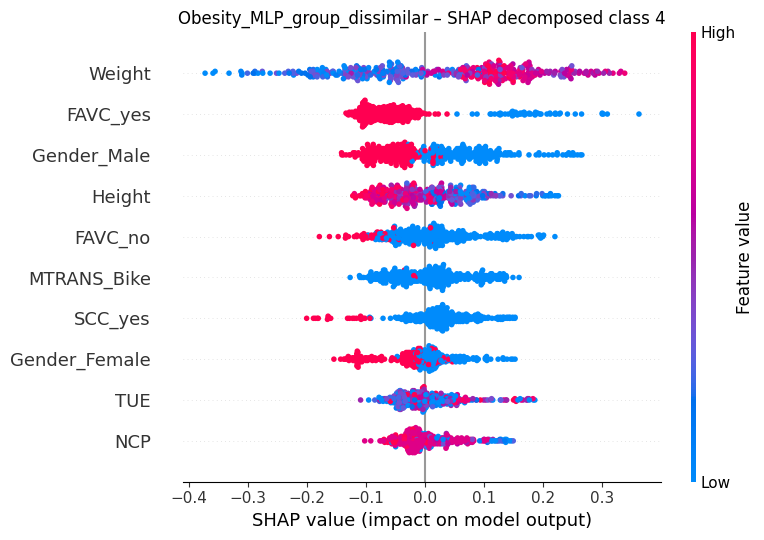 Obesity_MLP_group_dissimilar – SHAP decomposed class 4
High
Weight
FAVC_yes
Gender_Male
Height
FAVC_no
MTRANS_Bike
SCC_yes
Gender_Female
TUE
NCP
Feature value
Low
−0.4 −0.3 −0.2 −0.1 0.0 0.1 0.2 0.3
SHAP value (impact on model output)